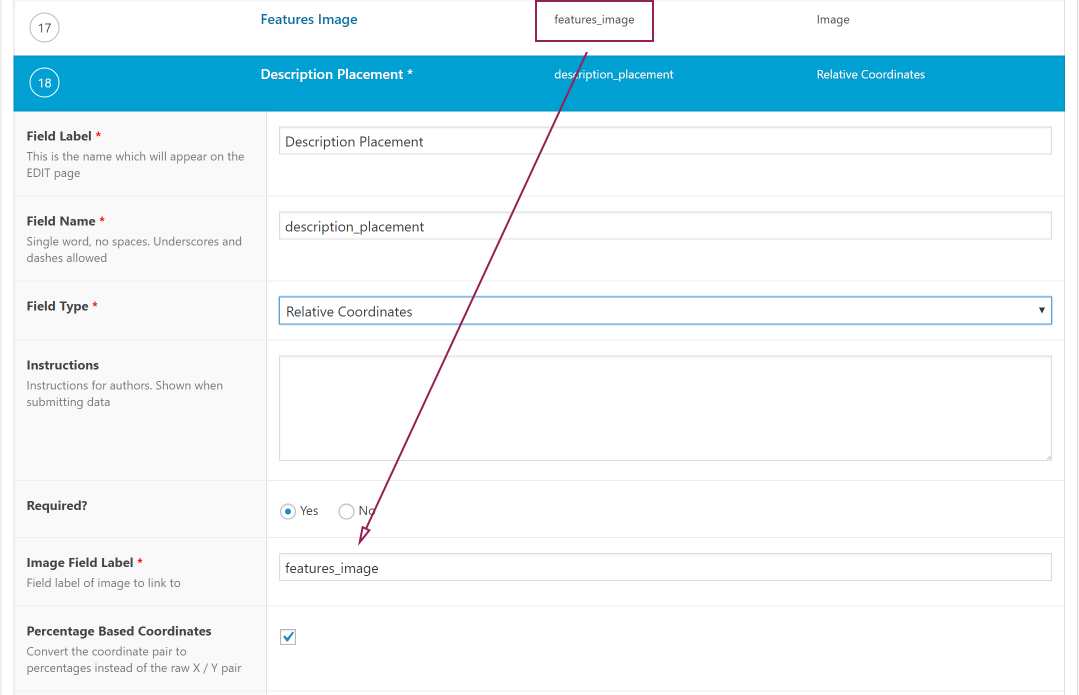 17 Features Image features_image Image
18 Description Placement * description_placement Relative Coordinates
Field Label *
This is the name which will appear on the
EDIT page
Description Placement
Field Name *
Single word, no spaces. Underscores and
dashes allowed
description_placement
Field Type *
Relative Coordinates
Instructions
Instructions for authors. Shown when
submitting data
Required?
Yes No
Image Field Label *
Field label of image to link to
features_image
Percentage Based Coordinates
Convert the coordinate pair to
percentages instead of the raw X / Y pair